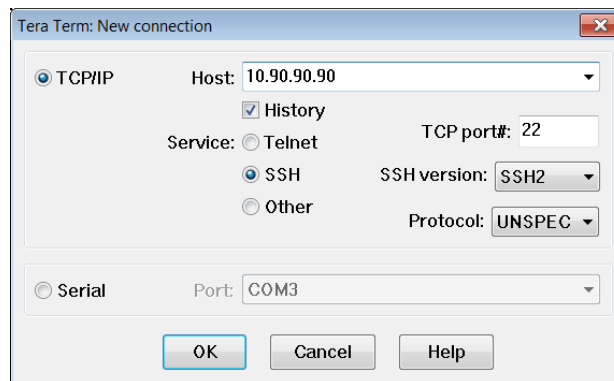 Tera Term: New connection
TCP/IP Host: 10.90.90.90
History
Service: Telnet TCP port#: 22
SSH SSH version: SSH2
Other Protocol: UNSPEC
Serial Port: COM3
OK Cancel Help